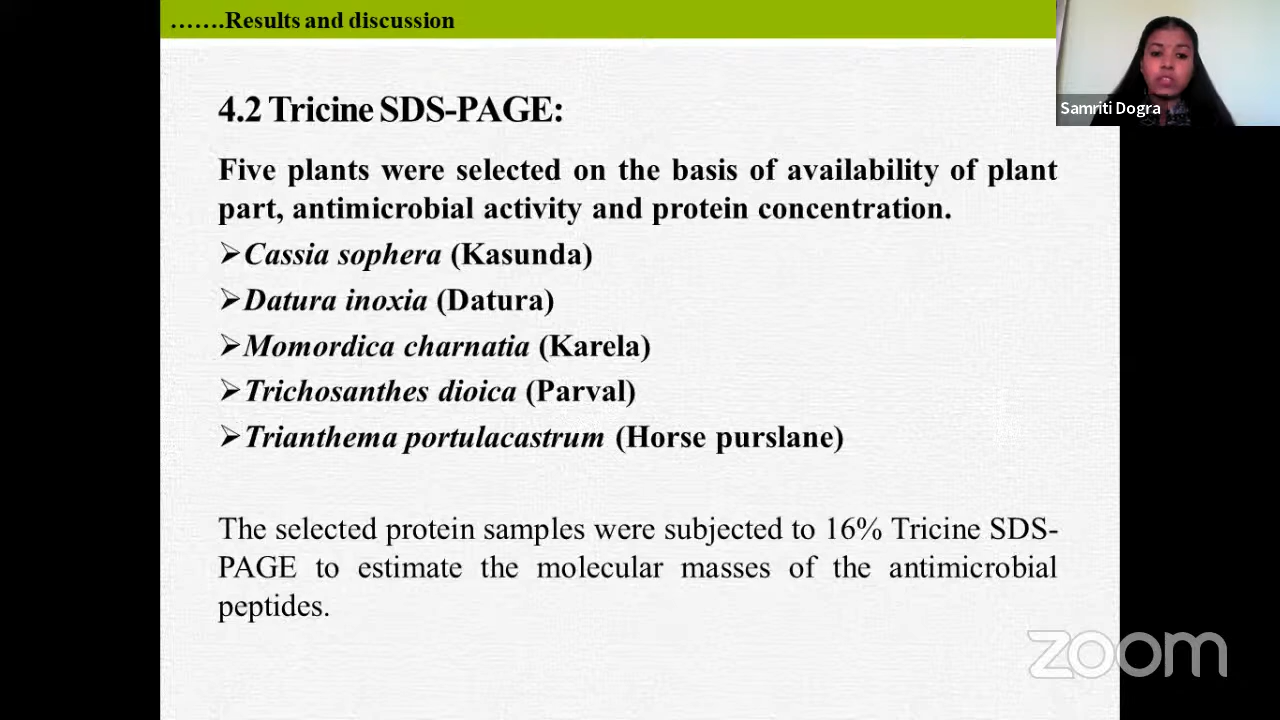 …….Results and discussion
4.2 Tricine SDS-PAGE:
Five plants were selected on the basis of availability of plant
part, antimicrobial activity and protein concentration.
➢Cassia sophera (Kasunda)
➢Datura inoxia (Datura)
➢Momordica charnatia (Karela)
➢Trichosanthes dioica (Parval)
➢Trianthema portulacastrum (Horse purslane)
The selected protein samples were subjected to 16% Tricine SDS-
PAGE to estimate the molecular masses of the antimicrobial
peptides.
Samriti Dogra
zoom